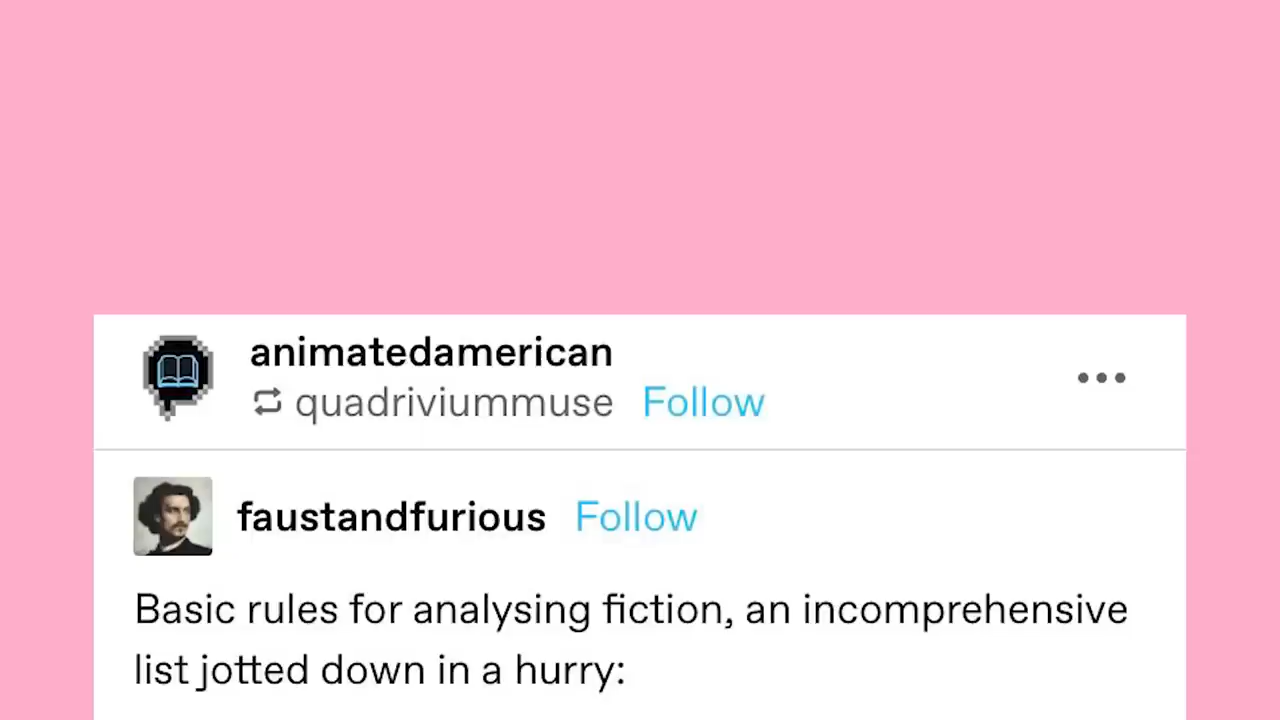 animatedamerican
quadriviummuse Follow
faustandfurious Follow
Basic rules for analysing fiction, an incomprehensive
list jotted down in a hurry: